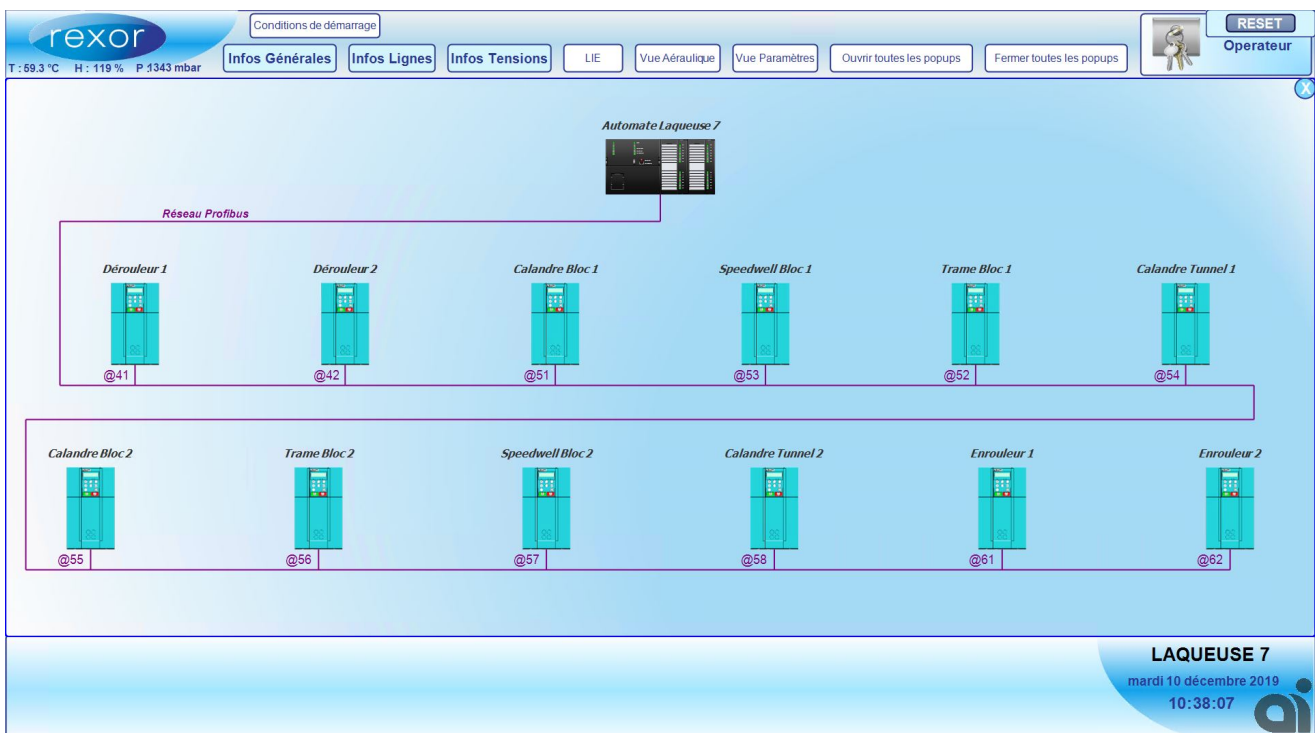 rexor
T : 59.3 °C H : 119 % P :1343 mbar
Conditions de démarrage
Infos Générales Infos Lignes Infos Tensions LIE Vue Aéraulique Vue Paramètres Ouvrir toutes les popups Fermer toutes les popups
RESET
Operateur
X
Automate Laqueuse 7
Réseau Profibus
Dérouleur 1 Dérouleur 2 Calandre Bloc 1 Speedwell Bloc 1 Trame Bloc 1 Calandre Tunnel 1
@41 @42 @51 @53 @52 @54
Calandre Bloc 2 Trame Bloc 2 Speedwell Bloc 2 Calandre Tunnel 2 Enrouleur 1 Enrouleur 2
@55 @56 @57 @58 @61 @62
LAQUEUSE 7
mardi 10 décembre 2019
10:38:07
ai